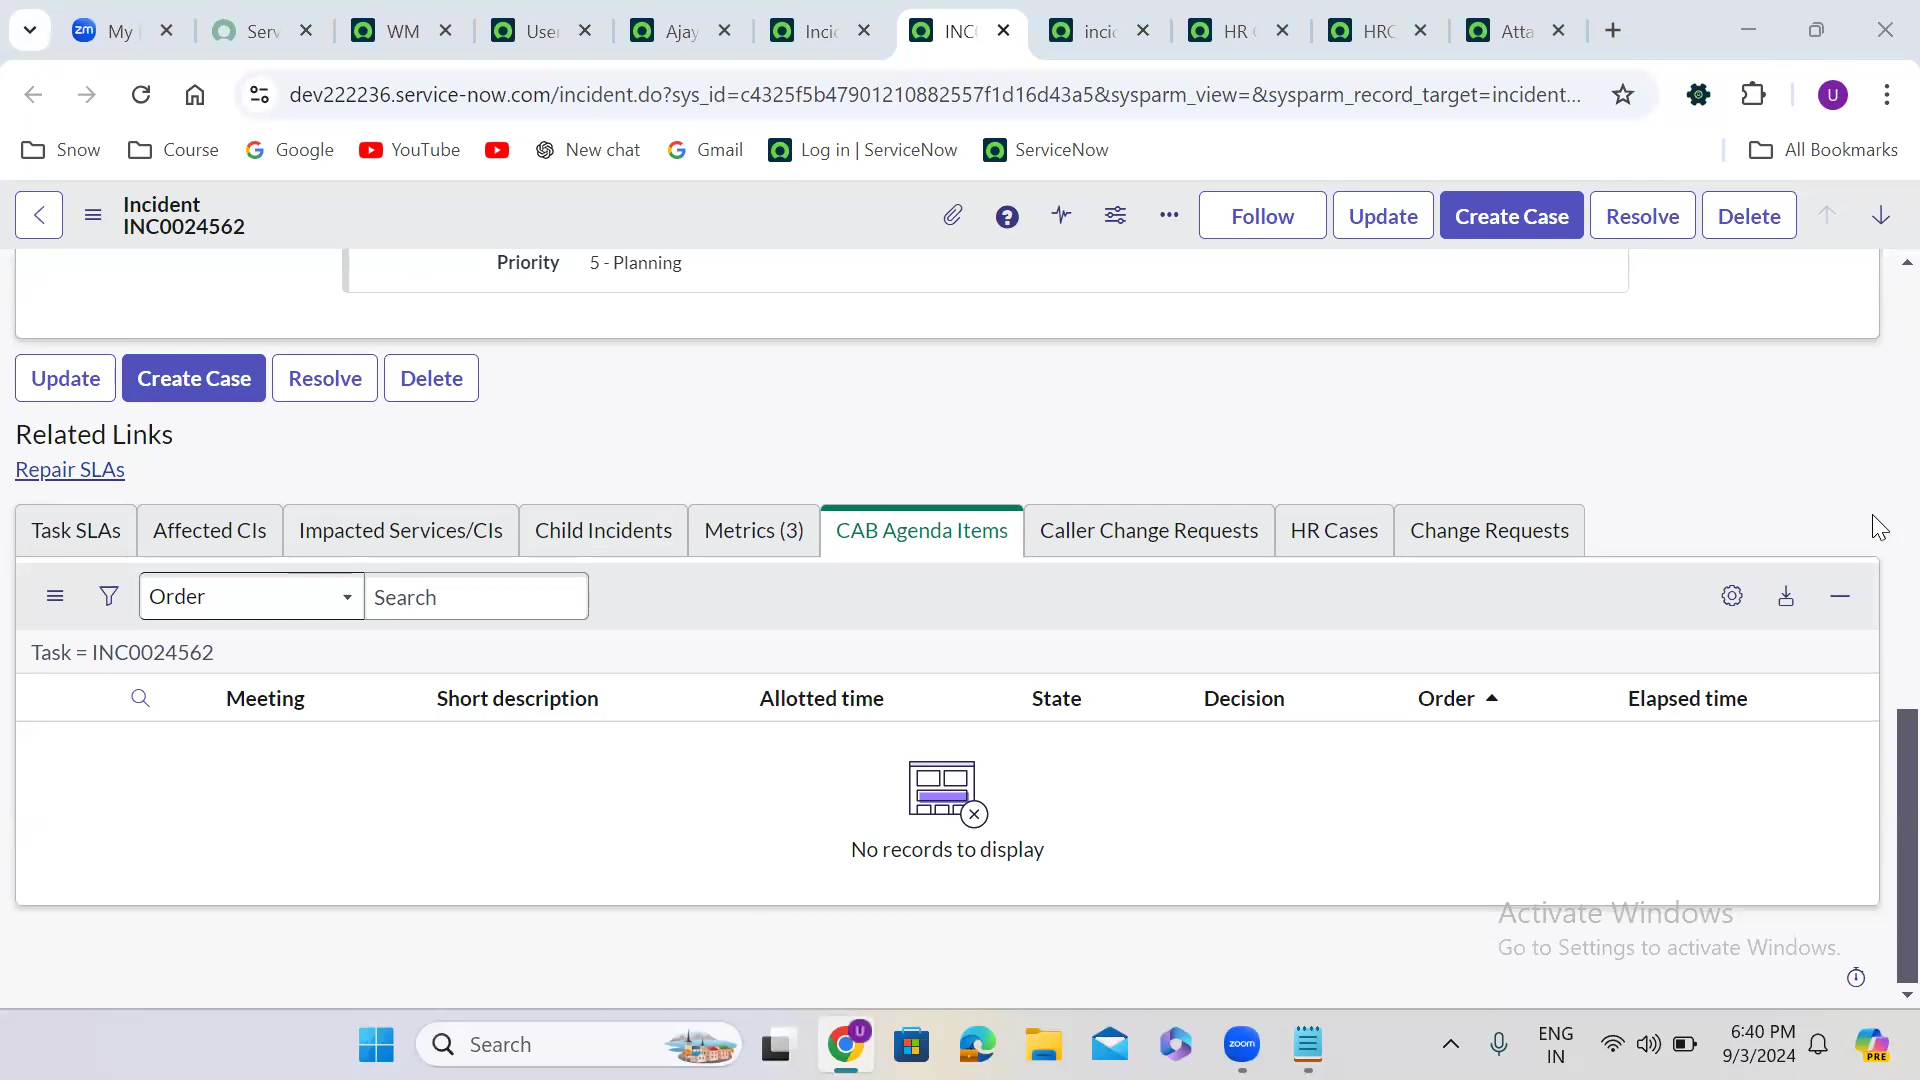 zm My
Serv
WM
User
Ajay
Incid
INC
incid
HR
HRC
Atta
dev222236.service-now.com/incident.do?sys_id=c4325f5b47901210882557f1d16d43a5&sysparm_view=&sysparm_record_target=incident...
U
Snow
Course
Google
YouTube
New chat
Gmail
Log in | ServiceNow
ServiceNow
All Bookmarks
Incident
INC0024562
Follow
Update
Create Case
Resolve
Delete
Priority 5 - Planning
Update
Create Case
Resolve
Delete
Related Links
Repair SLAs
Task SLAs
Affected CIs
Impacted Services/CIs
Child Incidents
Metrics (3)
CAB Agenda Items
Caller Change Requests
HR Cases
Change Requests
Order
Search
Task = INC0024562
Meeting
Short description
Allotted time
State
Decision
Order
Elapsed time
No records to display
Activate Windows
Go to Settings to activate Windows.
Search
U
zoom
ENG
IN
6:40 PM
9/3/2024
PRE